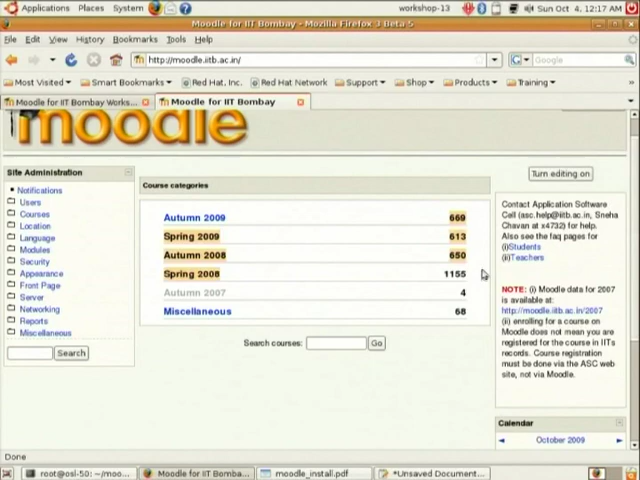 Applications Places System workshop-13 Sun Oct 4, 12:17 AM
Moodle for IIT Bombay - Mozilla Firefox 3 Beta 5
File Edit View History Bookmarks Tools Help
http://moodle.iitb.ac.in/ Google
Most Visited Smart Bookmarks Red Hat, Inc. Red Hat Network Support Shop Products Training
Moodle for IIT Bombay Works... Moodle for IIT Bombay
moodle
Site Administration
Notifications
Users
Courses
Location
Language
Modules
Security
Appearance
Front Page
Server
Networking
Reports
Miscellaneous
Search
Turn editing on
Course categories
Autumn 2009 669
Spring 2009 613
Autumn 2008 650
Spring 2008 1155
Autumn 2007 4
Miscellaneous 68
Search courses: Go
Contact Application Software
Cell (asc.help@iitb.ac.in, Sneha
Chavan at x4732) for help.
Also see the faq pages for
(i)Students
(ii)Teachers
NOTE: (i) Moodle data for 2007
is available at:
http://moodle.iitb.ac.in/2007
(ii) enrolling for a course on
Moodle does not mean you are
registered for the course in IITs
records. Course registration
must be done via the ASC web
site, not via Moodle.
Calendar
October 2009
Done
root@osl-50: ~/moo... Moodle for IIT Bomba... moodle_install.pdf *Unsaved Document...